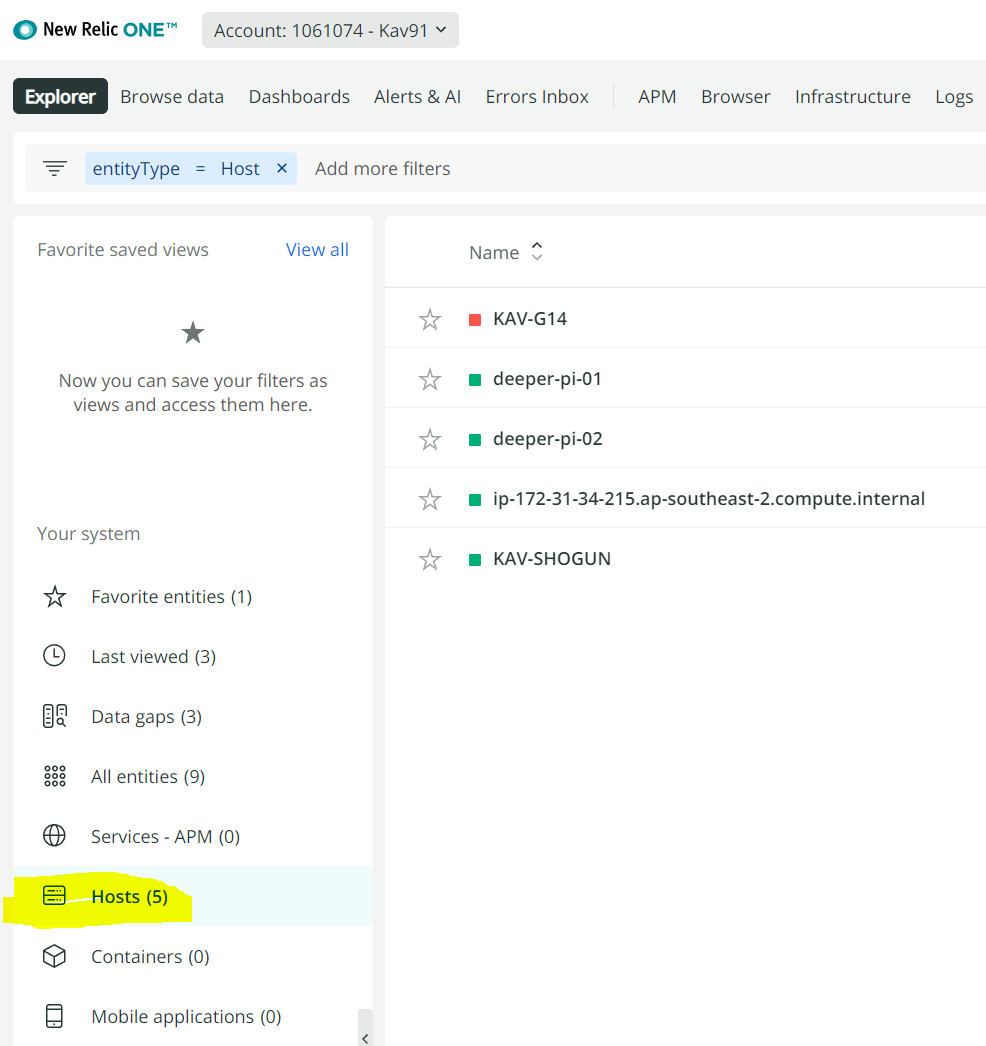 New Relic ONE™ Account: 1061074 - Kav91
Explorer Browse data Dashboards Alerts & AI Errors Inbox APM Browser Infrastructure Logs
entityType = Host × Add more filters
Favorite saved views View all
Now you can save your filters as
views and access them here.
Your system
Favorite entities (1)
Last viewed (3)
Data gaps (3)
All entities (9)
Services - APM (0)
Hosts (5)
Containers (0)
Mobile applications (0)
Name
KAV-G14
deeper-pi-01
deeper-pi-02
ip-172-31-34-215.ap-southeast-2.compute.internal
KAV-SHOGUN